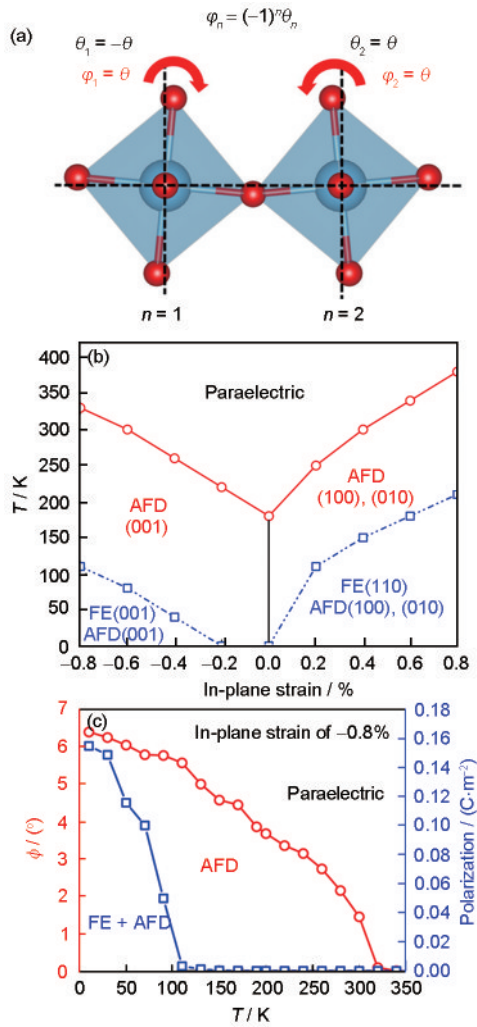 (a)
φₙ = (−1)ⁿθₙ
θ₁ = −θ
θ₂ = θ
φ₁ = θ
φ₂ = θ
n = 1
n = 2
(b)
Paraelectric
AFD
(001)
AFD
(100), (010)
FE(001)
AFD(001)
FE(110)
AFD(100), (010)
T / K
400
350
300
250
200
150
100
50
0
−0.8 −0.6 −0.4 −0.2 0.0 0.2 0.4 0.6 0.8
In-plane strain / %
(c)
In-plane strain of −0.8%
Paraelectric
AFD
FE + AFD
ϕ / (°)
7
6
5
4
3
2
1
0
Polarization / (C·m⁻²)
0.18
0.16
0.14
0.12
0.10
0.08
0.06
0.04
0.02
0.00
0 50 100 150 200 250 300 350
T / K